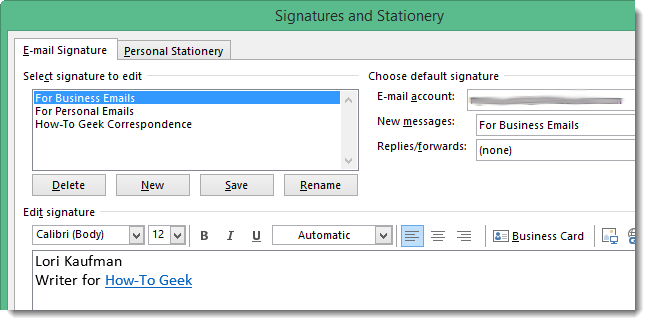 Signatures and Stationery
E-mail Signature
Personal Stationery
Select signature to edit
For Business Emails
For Personal Emails
How-To Geek Correspondence
Delete
New
Save
Rename
Choose default signature
E-mail account:
New messages:
For Business Emails
Replies/forwards:
(none)
Edit signature
Calibri (Body)
12
B
I
U
Automatic
Business Card
Lori Kaufman
Writer for How-To Geek